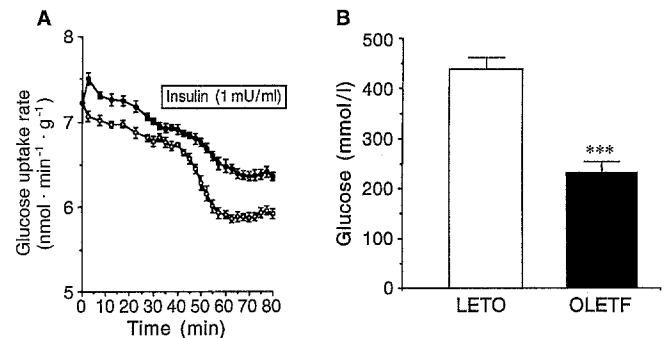 A
Glucose uptake rate
(nmol · min⁻¹ · g⁻¹)
8
7
6
5
Insulin (1 mU/ml)
0 10 20 30 40 50 60 70 80
Time (min)
B
Glucose (mmol/l)
500
400
300
200
100
0
***
LETO OLETF